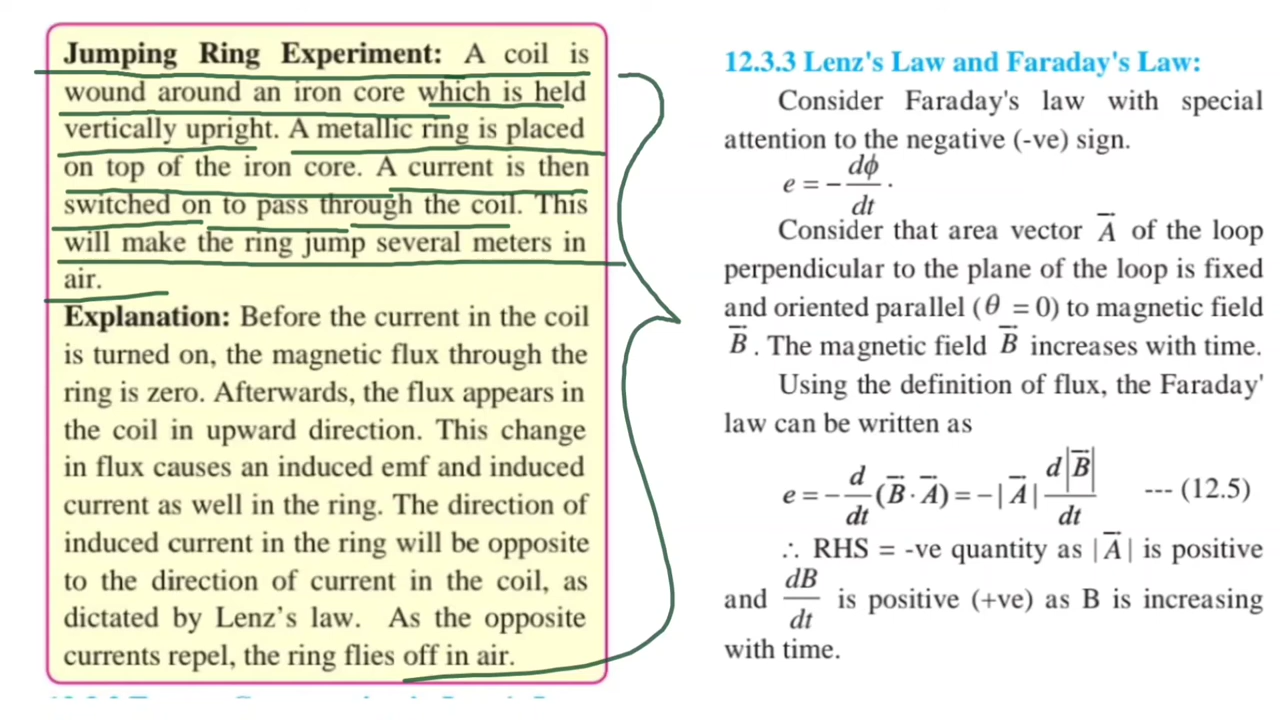 Jumping Ring Experiment: A coil is
wound around an iron core which is held
vertically upright. A metallic ring is placed
on top of the iron core. A current is then
switched on to pass through the coil. This
will make the ring jump several meters in
air.
Explanation: Before the current in the coil
is turned on, the magnetic flux through the
ring is zero. Afterwards, the flux appears in
the coil in upward direction. This change
in flux causes an induced emf and induced
current as well in the ring. The direction of
induced current in the ring will be opposite
to the direction of current in the coil, as
dictated by Lenz's law. As the opposite
currents repel, the ring flies off in air.
12.3.3 Lenz's Law and Faraday's Law:
Consider Faraday's law with special
attention to the negative (-ve) sign.
e = - dϕ/dt .
Consider that area vector A⃗ of the loop
perpendicular to the plane of the loop is fixed
and oriented parallel (θ = 0) to magnetic field
B⃗. The magnetic field B⃗ increases with time.
Using the definition of flux, the Faraday'
law can be written as
e = - d/dt (B⃗ · A⃗) = -|A⃗| d|B⃗|/dt --- (12.5)
∴ RHS = -ve quantity as |A⃗| is positive
and dB/dt is positive (+ve) as B is increasing
with time.